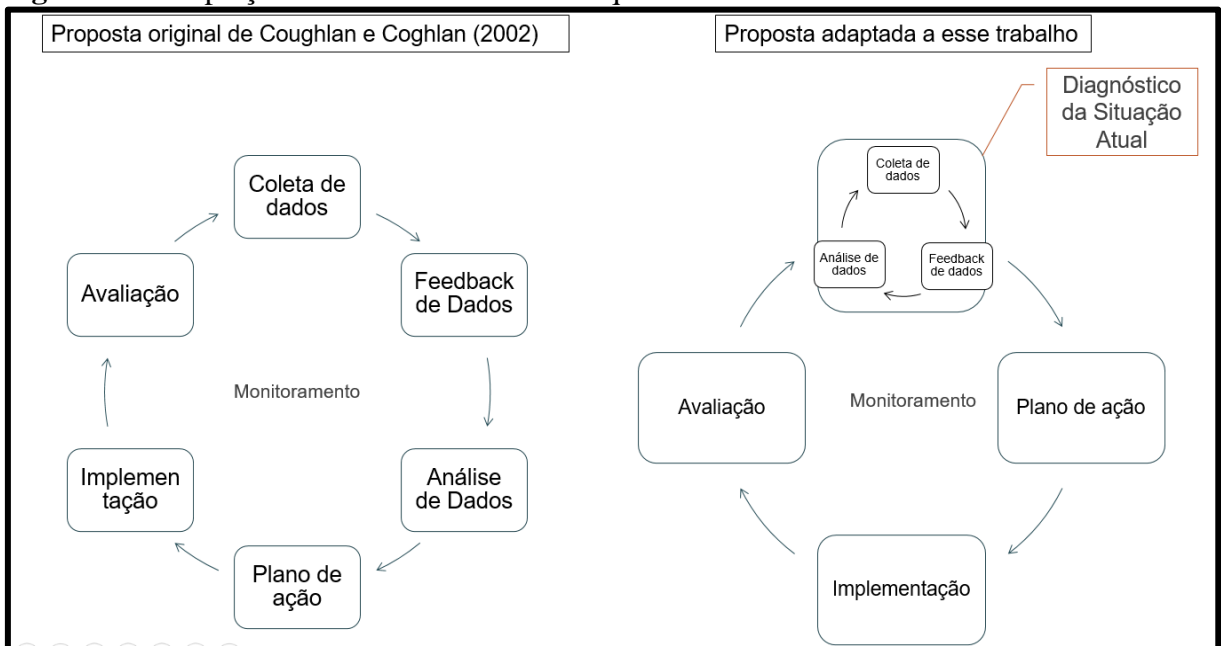 Proposta original de Coughlan e Coghlan (2002)
Coleta de
dados
Feedback
de Dados
Análise
de Dados
Plano de
ação
Implemen
tação
Avaliação
Monitoramento
Proposta adaptada a esse trabalho
Diagnóstico
da Situação
Atual
Coleta de
dados
Feedback
de dados
Análise de
dados
Plano de ação
Implementação
Avaliação
Monitoramento